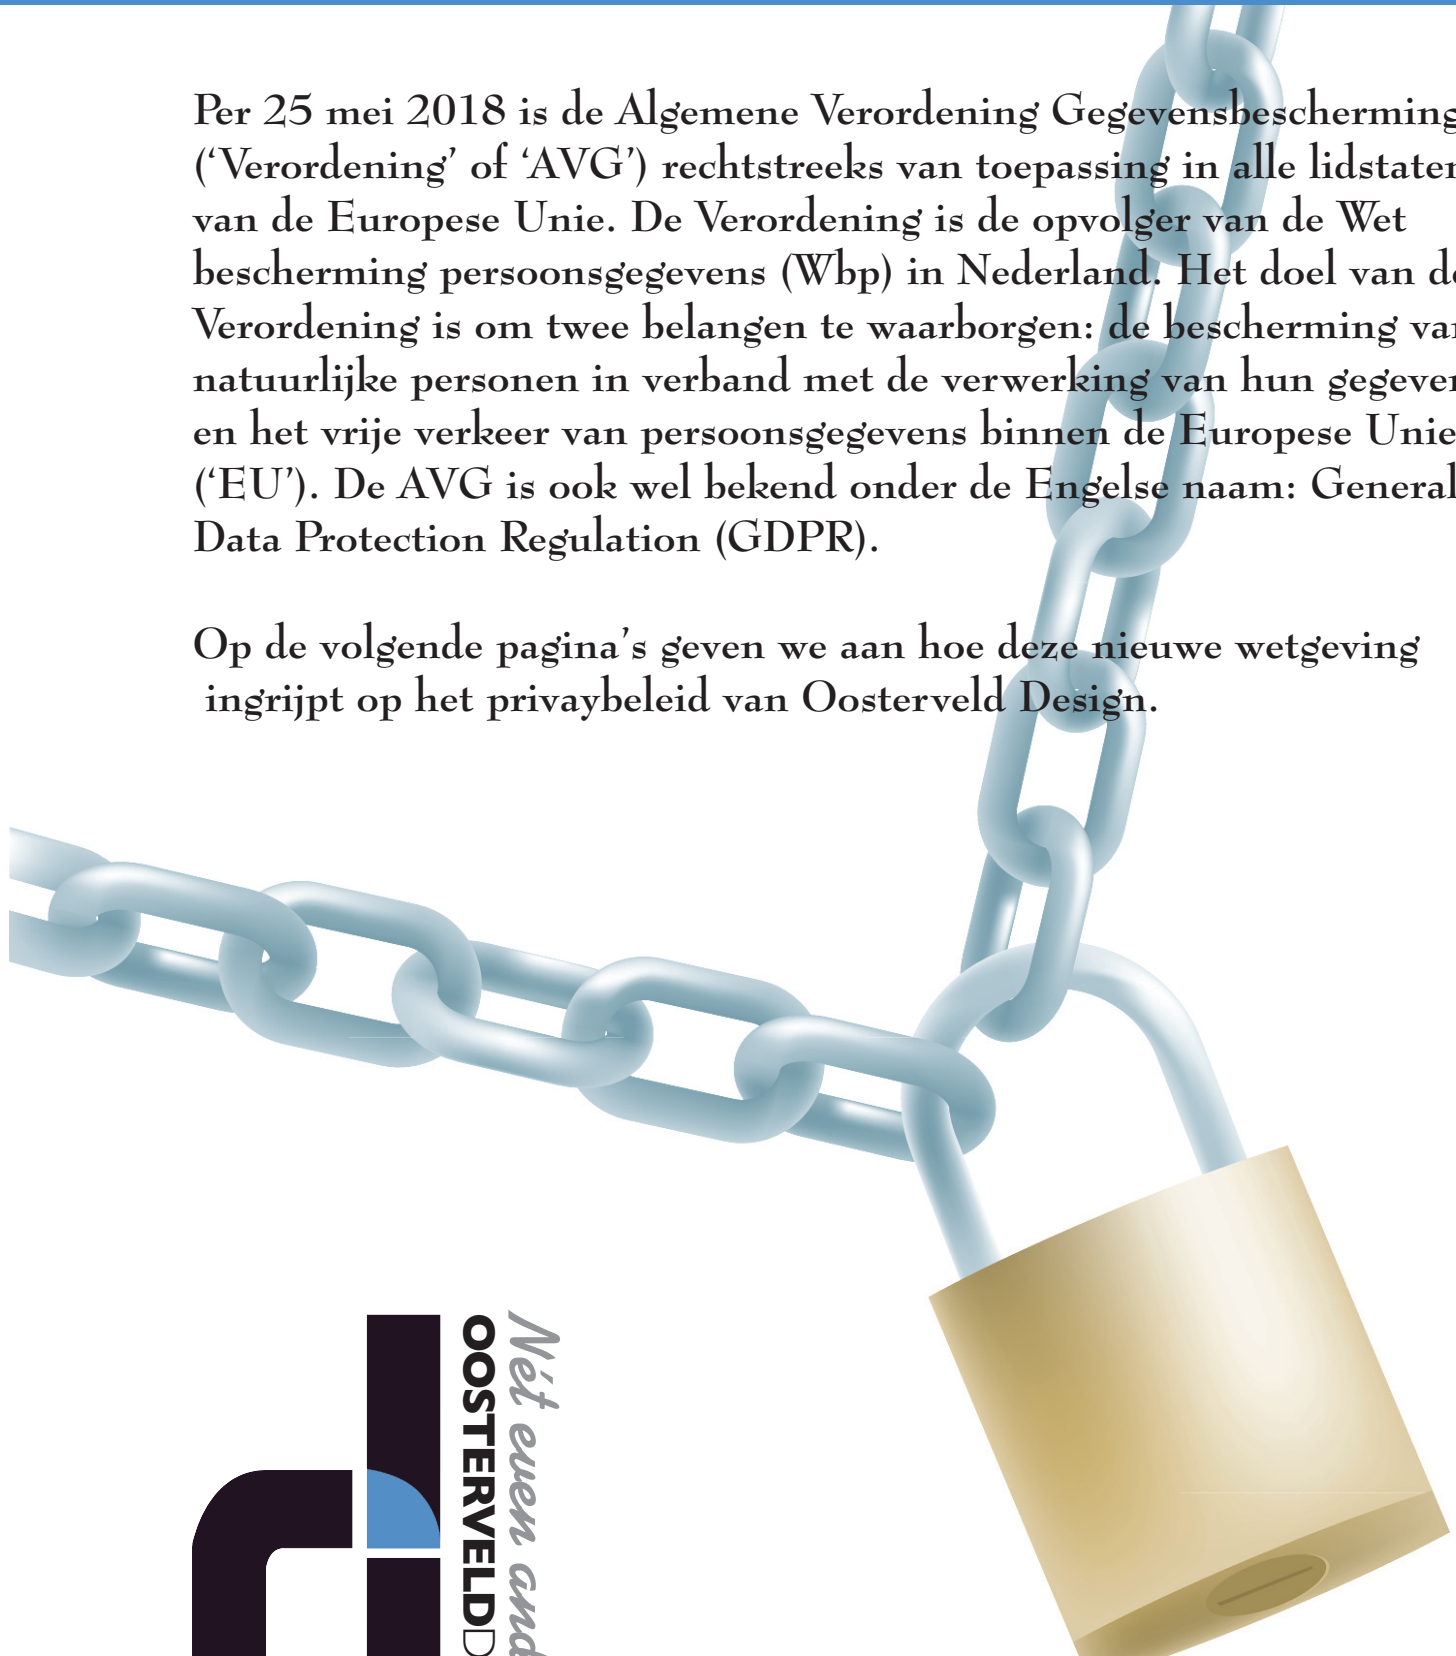 Per 25 mei 2018 is de Algemene Verordening Gegevensbescherming
(‘Verordening’ of ‘AVG’) rechtstreeks van toepassing in alle lidstaten
van de Europese Unie. De Verordening is de opvolger van de Wet
bescherming persoonsgegevens (Wbp) in Nederland. Het doel van de
Verordening is om twee belangen te waarborgen: de bescherming van
natuurlijke personen in verband met de verwerking van hun gegeven
en het vrije verkeer van persoonsgegevens binnen de Europese Unie
(‘EU’). De AVG is ook wel bekend onder de Engelse naam: General
Data Protection Regulation (GDPR).
Op de volgende pagina’s geven we aan hoe deze nieuwe wetgeving
ingrijpt op het privaybeleid van Oosterveld Design.
Nét even and
OOSTERVELDD